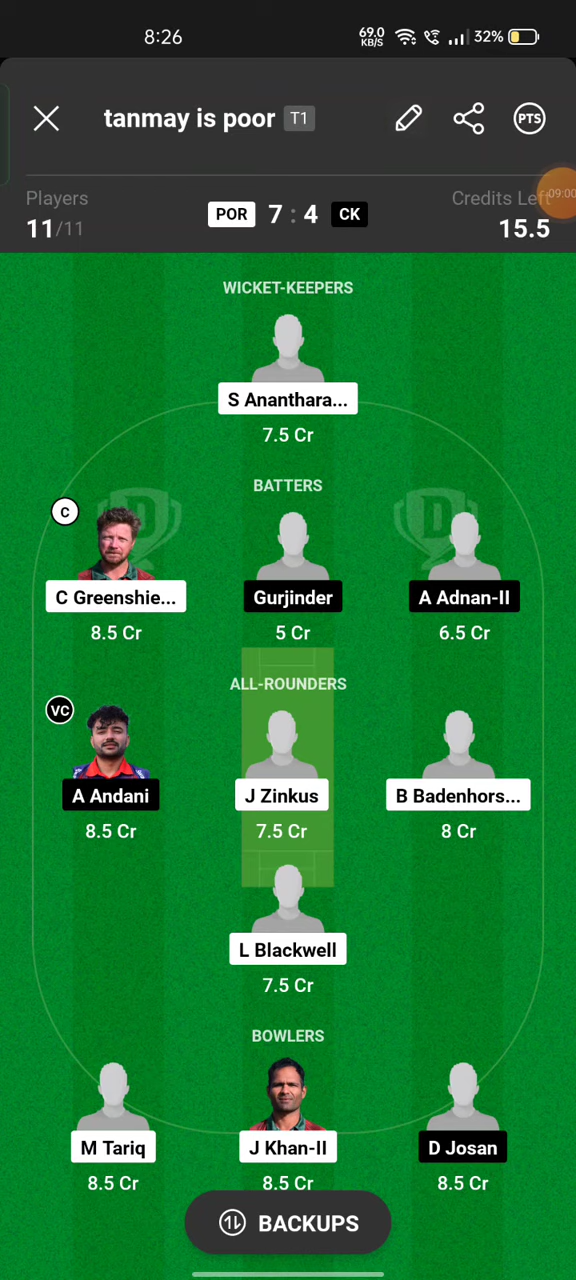 8:26 69.0 KB/S 32%
tanmay is poor T1 PTS
Players Credits Left
11/11 POR 7 : 4 CK 15.5
09:00
WICKET-KEEPERS
S Ananthara...
7.5 Cr
BATTERS
C
C Greenshie... Gurjinder A Adnan-II
8.5 Cr 5 Cr 6.5 Cr
ALL-ROUNDERS
VC
A Andani J Zinkus B Badenhors...
8.5 Cr 7.5 Cr 8 Cr
L Blackwell
7.5 Cr
BOWLERS
M Tariq J Khan-II D Josan
8.5 Cr 8.5 Cr 8.5 Cr
BACKUPS